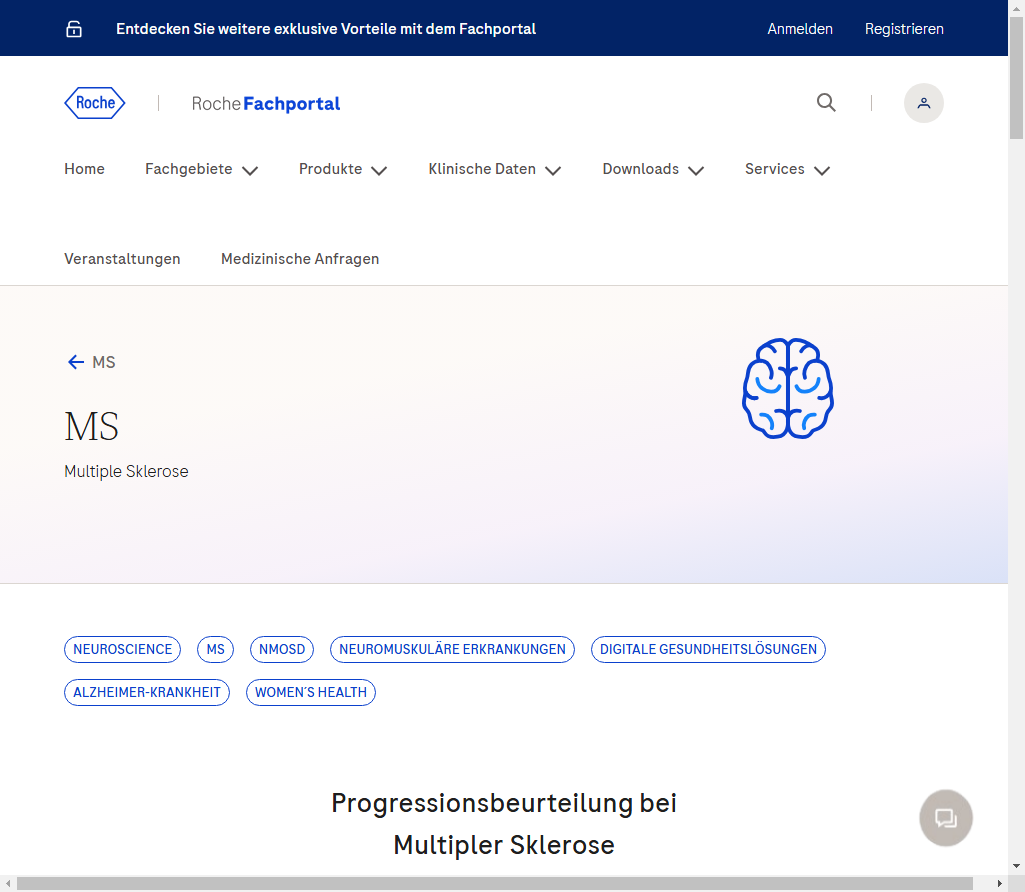 Entdecken Sie weitere exklusive Vorteile mit dem Fachportal
Anmelden
Registrieren
Roche
Roche Fachportal
Home
Fachgebiete
Produkte
Klinische Daten
Downloads
Services
Veranstaltungen
Medizinische Anfragen
MS
MS
Multiple Sklerose
NEUROSCIENCE
MS
NMOSD
NEUROMUSKULÄRE ERKRANKUNGEN
DIGITALE GESUNDHEITSLÖSUNGEN
ALZHEIMER-KRANKHEIT
WOMEN´S HEALTH
Progressionsbeurteilung bei
Multipler Sklerose